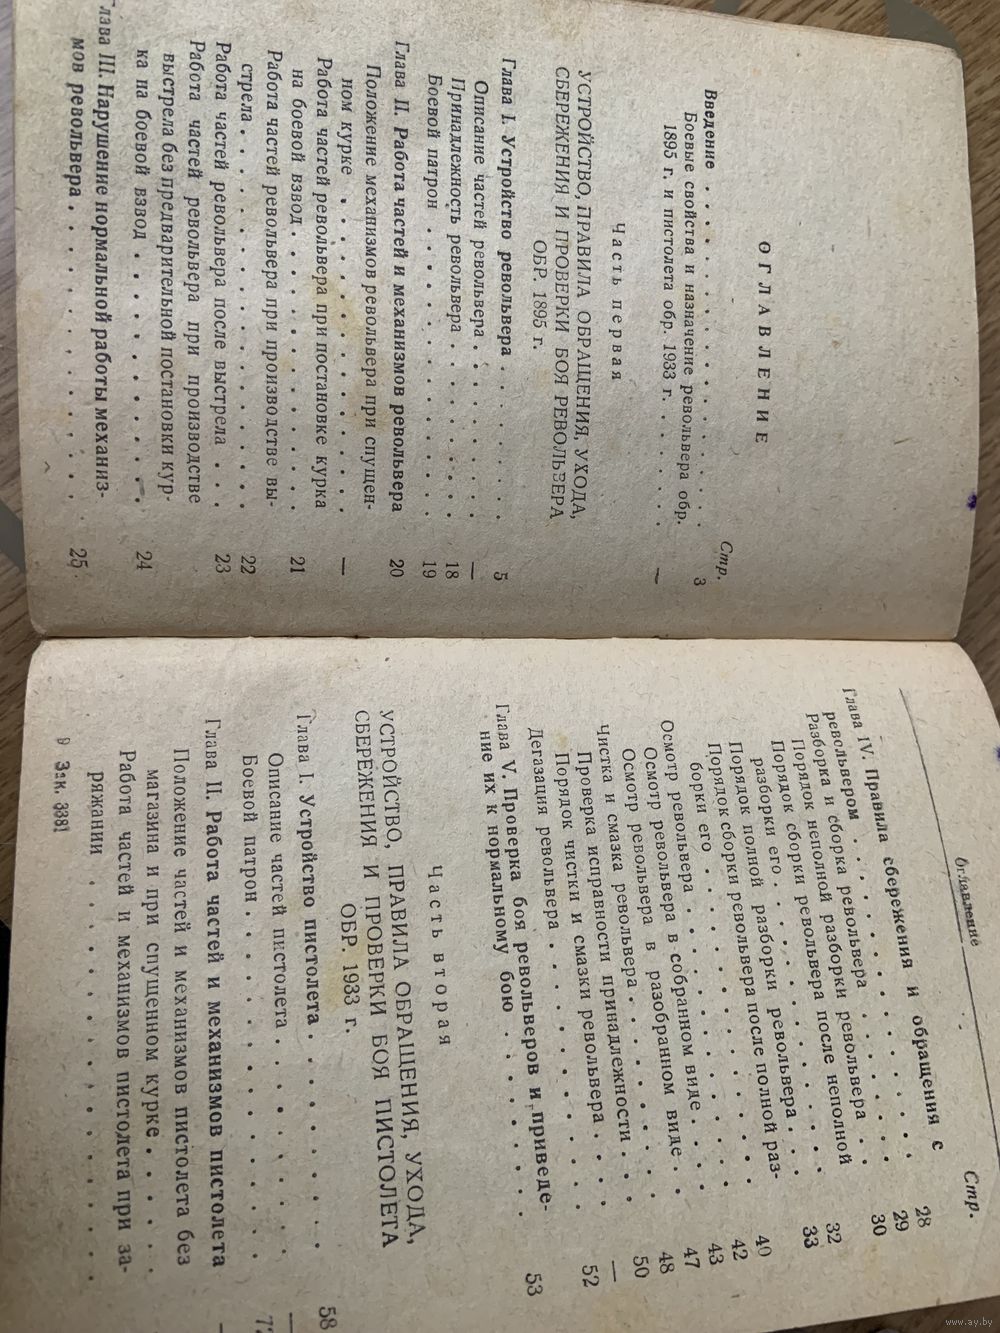 ОГЛАВЛЕНИЕ
Стр.
Введение . . . . . . . . . . . . . . . 3
Боевые свойства и назначение револьвера обр.
1895 г. и пистолета обр. 1933 г. . . . . . . —
Часть первая
УСТРОЙСТВО, ПРАВИЛА ОБРАЩЕНИЯ, УХОДА,
СБЕРЕЖЕНИЯ И ПРОВЕРКИ БОЯ РЕВОЛЬВЕРА
ОБР. 1895 г.
Глава I. Устройство револьвера . . . . . . . 5
Описание частей револьвера . . . . . . . —
Принадлежность револьвера . . . . . . . 18
Боевой патрон . . . . . . . . . . 19
Глава II. Работа частей и механизмов револьвера 20
Положение механизмов револьвера при спущен-
ном курке . . . . . . . . . . . —
Работа частей револьвера при постановке курка
на боевой взвод . . . . . . . . . . 21
Работа частей револьвера при производстве вы-
стрела . . . . . . . . . . . . . 22
Работа частей револьвера после выстрела . . . 23
Работа частей револьвера при производстве
выстрела без предварительной постановки кур-
ка на боевой взвод . . . . . . . . . 24
Глава III. Нарушение нормальной работы механиз-
мов револьвера . . . . . . . . . . . 25
Оглавление
Стр.
Глава IV. Правила сбережения и обращения с
револьвером . . . . . . . . . . . 28
Разборка и сборка револьвера . . . . . . 29
Порядок неполной разборки револьвера . . . 30
Порядок сборки револьвера после неполной
разборки его . . . . . . . . . . . 32
Порядок полной разборки револьвера . . . 33
Порядок сборки револьвера после полной раз-
борки его . . . . . . . . . . . 40
Осмотр револьвера . . . . . . . . . 42
Осмотр револьвера в собранном виде . . . 43
Осмотр револьвера в разобранном виде . . 47
Чистка и смазка револьвера . . . . . . 48
Проверка исправности принадлежности . . . 50
Порядок чистки и смазки револьвера . . . —
Дегазация револьвера . . . . . . . . 52
Глава V. Проверка боя револьверов и приведе-
ние их к нормальному бою . . . . . . . 53
Часть вторая
УСТРОЙСТВО, ПРАВИЛА ОБРАЩЕНИЯ, УХОДА,
СБЕРЕЖЕНИЯ И ПРОВЕРКИ БОЯ ПИСТОЛЕТА
ОБР. 1933 г.
Глава I. Устройство пистолета . . . . . . . 58
Описание частей пистолета . . . . . . . —
Боевой патрон . . . . . . . . . . 72
Глава II. Работа частей и механизмов пистолета —
Положение частей и механизмов пистолета без
магазина и при спущенном курке . . . . .
Работа частей и механизмов пистолета при за-
ряжании . . . . . . . . . . . .
9 Зак. 3381
www.ay.by